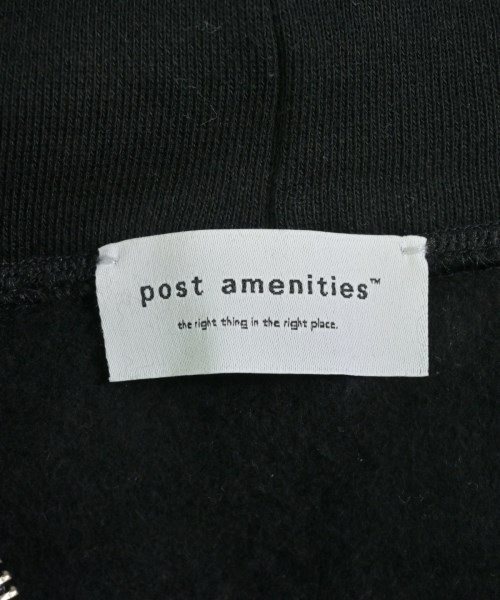 post amenities™
the right thing in the right place.